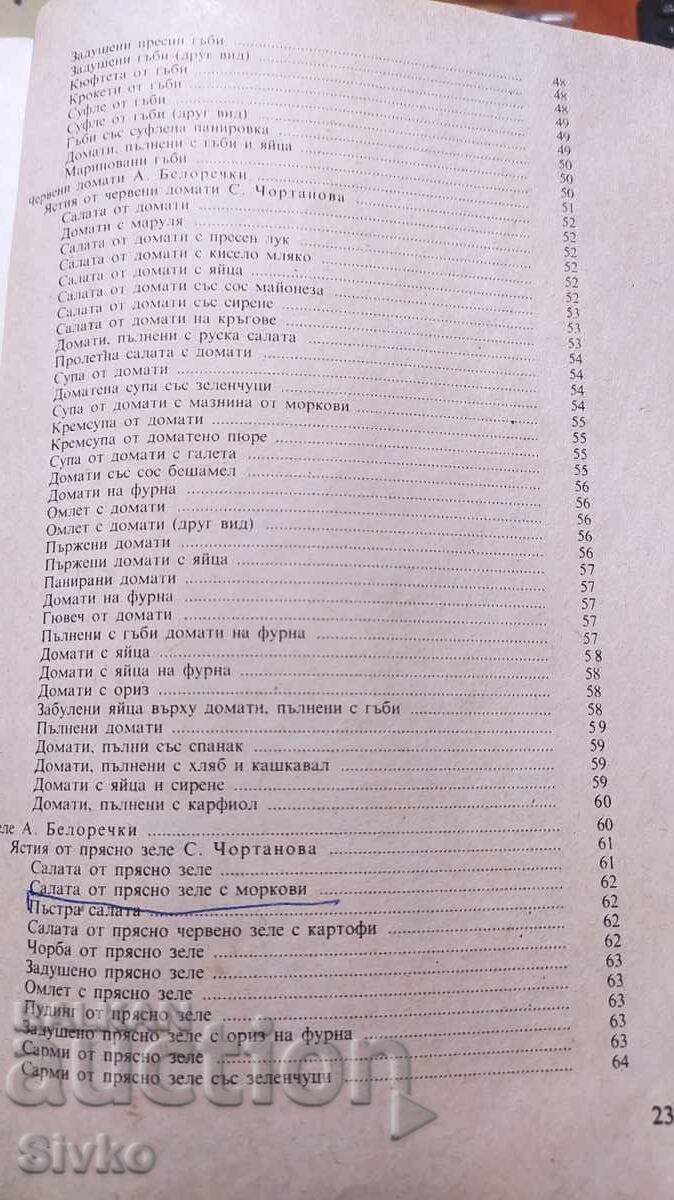 Задушени пресни гъби ........ 48
Задушени гъби (друг вид) ........ 48
Кюфтета от гъби ........ 48
Крокети от гъби ........ 49
Суфле от гъби ........ 49
Суфле от гъби (друг вид) ........ 49
Гъби със суфлена панировка ........ 50
Домати, пълнени с гъби и яйца ........ 50
Мариновани гъби ........ 50
Червени домати А. Белоречки ........ 51
Ястия от червени домати С. Чортанова ........ 52
Салата от домати ........ 52
Домати с маруля ........ 52
Салата от домати с пресен лук ........ 52
Салата от домати с кисело мляко ........ 52
Салата от домати с яйца ........ 52
Салата от домати със сос майонеза ........ 53
Салата от домати със сирене ........ 53
Салата от домати на кръгове ........ 53
Домати, пълнени с руска салата ........ 54
Пролетна салата с домати ........ 54
Супа от домати ........ 54
Доматена супа със зеленчуци ........ 54
Супа от домати с мазнина от моркови ........ 55
Кремсупа от домати ........ 55
Кремсупа от доматено пюре ........ 55
Супа от домати с галета ........ 55
Домати със сос бешамел ........ 56
Домати на фурна ........ 56
Омлет с домати ........ 56
Омлет с домати (друг вид) ........ 56
Пържени домати ........ 56
Пържени домати с яйца ........ 57
Панирани домати ........ 57
Домати на фурна ........ 57
Гювеч от домати ........ 57
Пълнени с гъби домати на фурна ........ 57
Домати с яйца ........ 58
Домати с яйца на фурна ........ 58
Домати с ориз ........ 58
Забулени яйца върху домати, пълнени с гъби ........ 58
Пълнени домати ........ 59
Домати, пълни със спанак ........ 59
Домати, пълнени с хляб и кашкавал ........ 59
Домати с яйца и сирене ........ 59
Домати, пълнени с карфиол ........ 60
еле А. Белоречки ........ 60
Ястия от прясно зеле С. Чортанова ........ 61
Салата от прясно зеле ........ 61
Салата от прясно зеле с моркови ........ 62
Пъстра салата ........ 62
Салата от прясно червено зеле с картофи ........ 62
Чорба от прясно зеле ........ 62
Задушено прясно зеле ........ 63
Омлет с прясно зеле ........ 63
Пудинг от прясно зеле ........ 63
Задушено прясно зеле с ориз на фурна ........ 63
Сарми от прясно зеле ........ 63
Сарми от прясно зеле със зеленчуци ........ 64
23
auction
Sivko